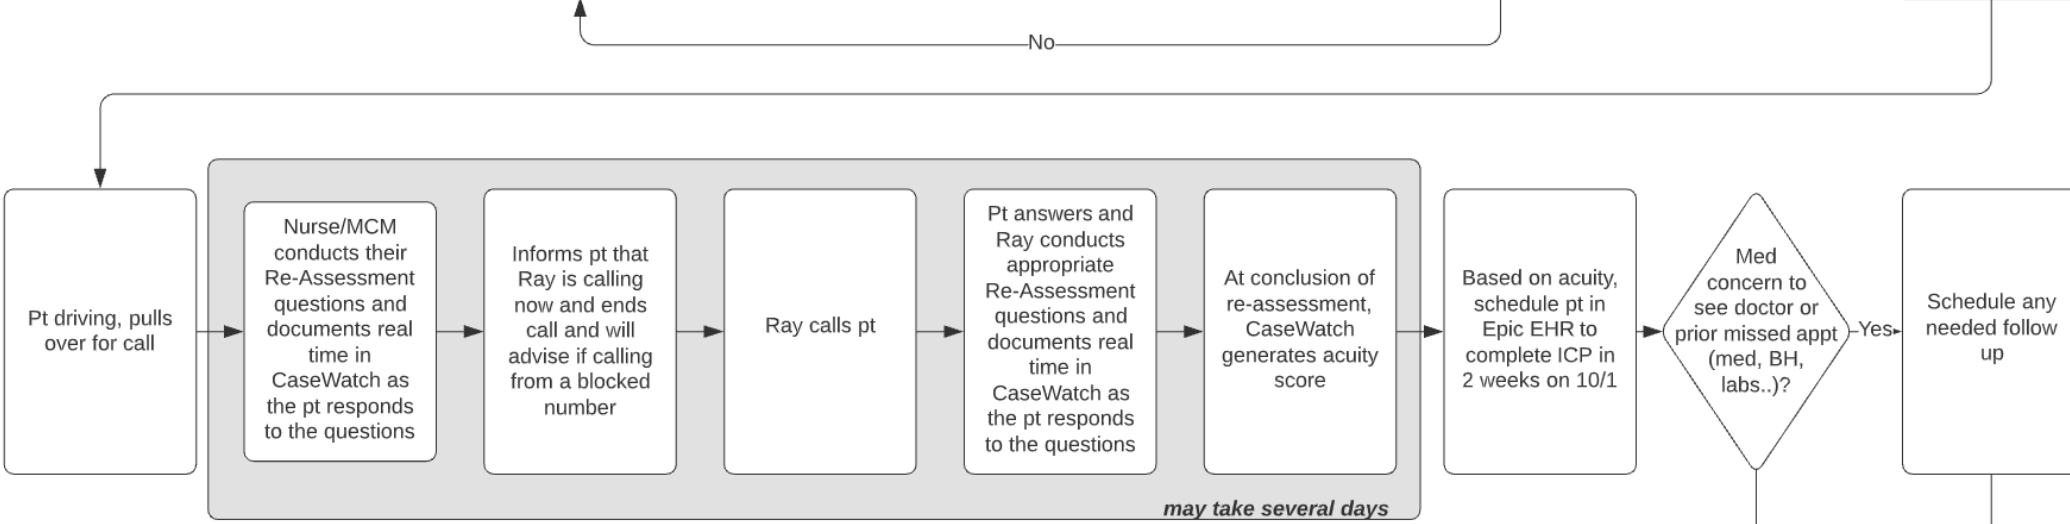 No
Pt driving, pulls
over for call
Nurse/MCM
conducts their
Re-Assessment
questions and
documents real
time in
CaseWatch as
the pt responds
to the questions
Informs pt that
Ray is calling
now and ends
call and will
advise if calling
from a blocked
number
Ray calls pt
Pt answers and
Ray conducts
appropriate
Re-Assessment
questions and
documents real
time in
CaseWatch as
the pt responds
to the questions
At conclusion of
re-assessment,
CaseWatch
generates acuity
score
may take several days
Based on acuity,
schedule pt in
Epic EHR to
complete ICP in
2 weeks on 10/1
Med
concern to
see doctor or
prior missed appt
(med, BH,
labs..)?
Yes
Schedule any
needed follow
up